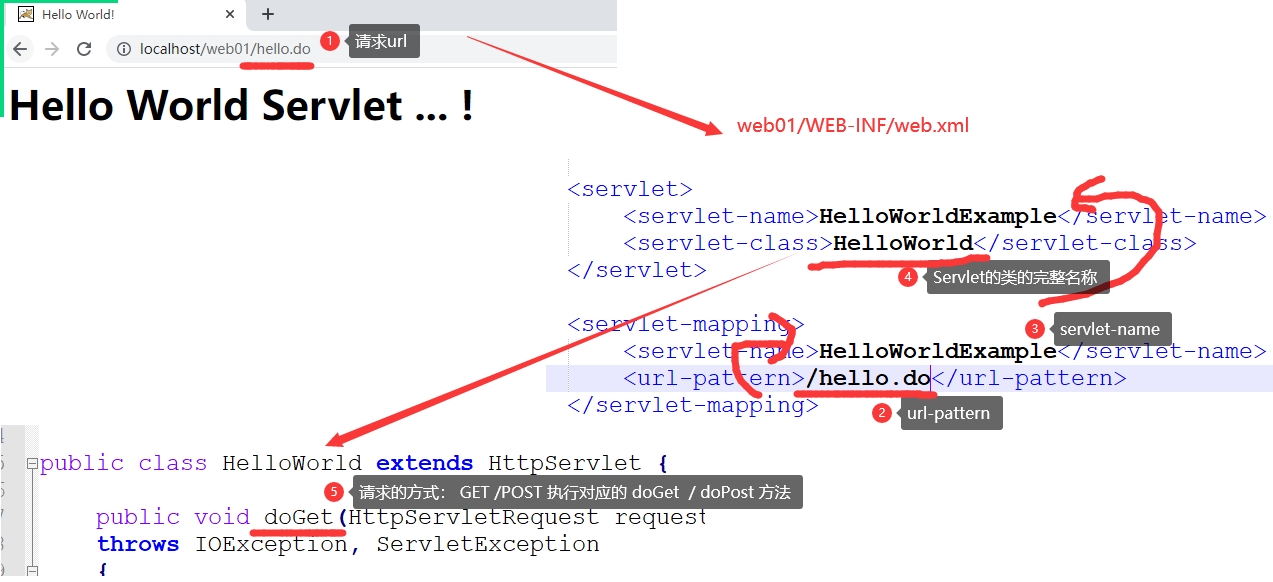 Hello World!
localhost/web01/hello.do
1 请求url
Hello World Servlet ... !
web01/WEB-INF/web.xml
<servlet>
<servlet-name>HelloWorldExample</servlet-name>
<servlet-class>HelloWorld</servlet-class>
</servlet>
4 Servlet的类的完整名称
<servlet-mapping>
3 servlet-name
<servlet-name>HelloWorldExample</servlet-name>
<url-pattern>/hello.do</url-pattern>
</servlet-mapping>
2 url-pattern
public class HelloWorld extends HttpServlet {
5 请求的方式： GET /POST 执行对应的 doGet / doPost 方法
public void doGet(HttpServletRequest request
throws IOException, ServletException
{